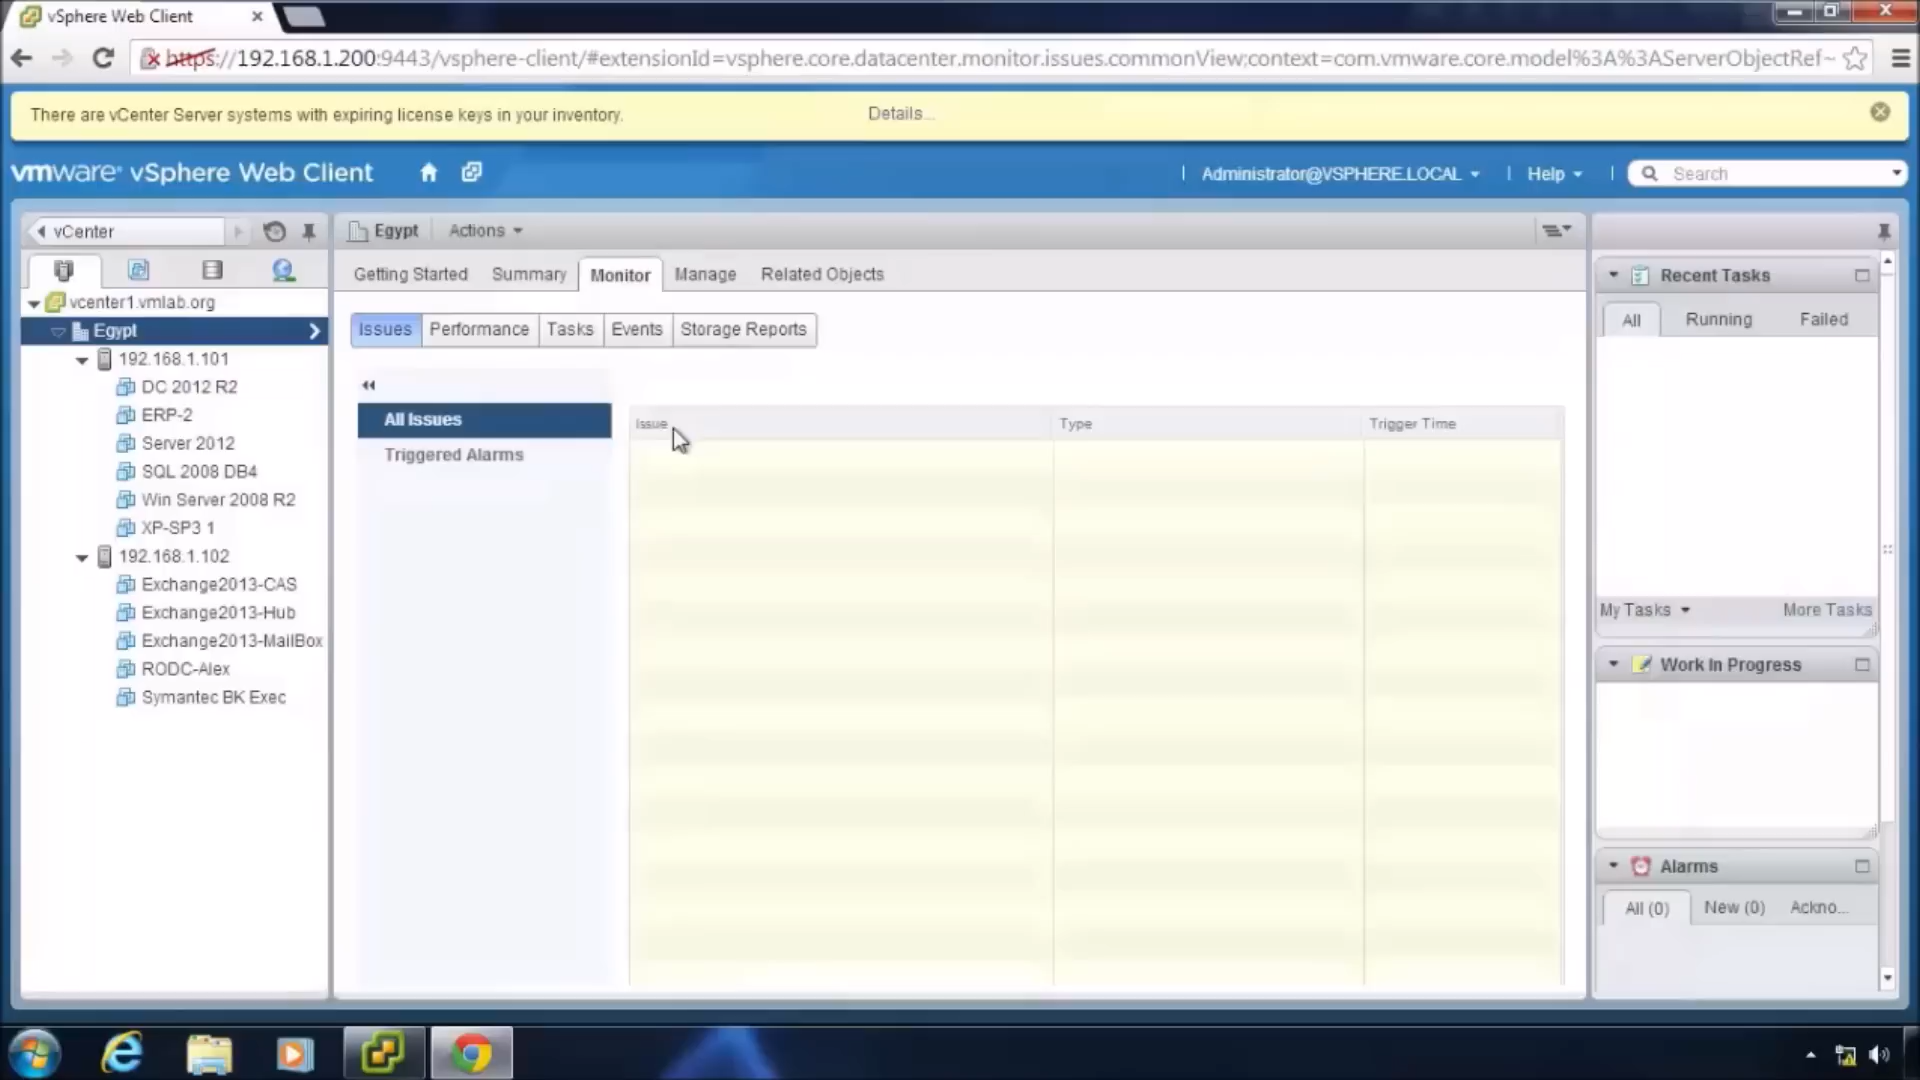 vSphere Web Client
https://192.168.1.200:9443/vsphere-client/#extensionId=vsphere.core.datacenter.monitor.issues.commonView;context=com.vmware.core.model%3A%3AServerObjectRef~
There are vCenter Server systems with expiring license keys in your inventory. Details...
vmware vSphere Web Client
Administrator@VSPHERE.LOCAL
Help
Search
vCenter
vcenter1.vmlab.org
Egypt
192.168.1.101
DC 2012 R2
ERP-2
Server 2012
SQL 2008 DB4
Win Server 2008 R2
XP-SP3 1
192.168.1.102
Exchange2013-CAS
Exchange2013-Hub
Exchange2013-MailBox
RODC-Alex
Symantec BK Exec
Egypt Actions
Getting Started Summary Monitor Manage Related Objects
Issues Performance Tasks Events Storage Reports
All Issues
Triggered Alarms
Issue Type Trigger Time
Recent Tasks
All Running Failed
My Tasks More Tasks
Work In Progress
Alarms
All (0) New (0) Ackno...